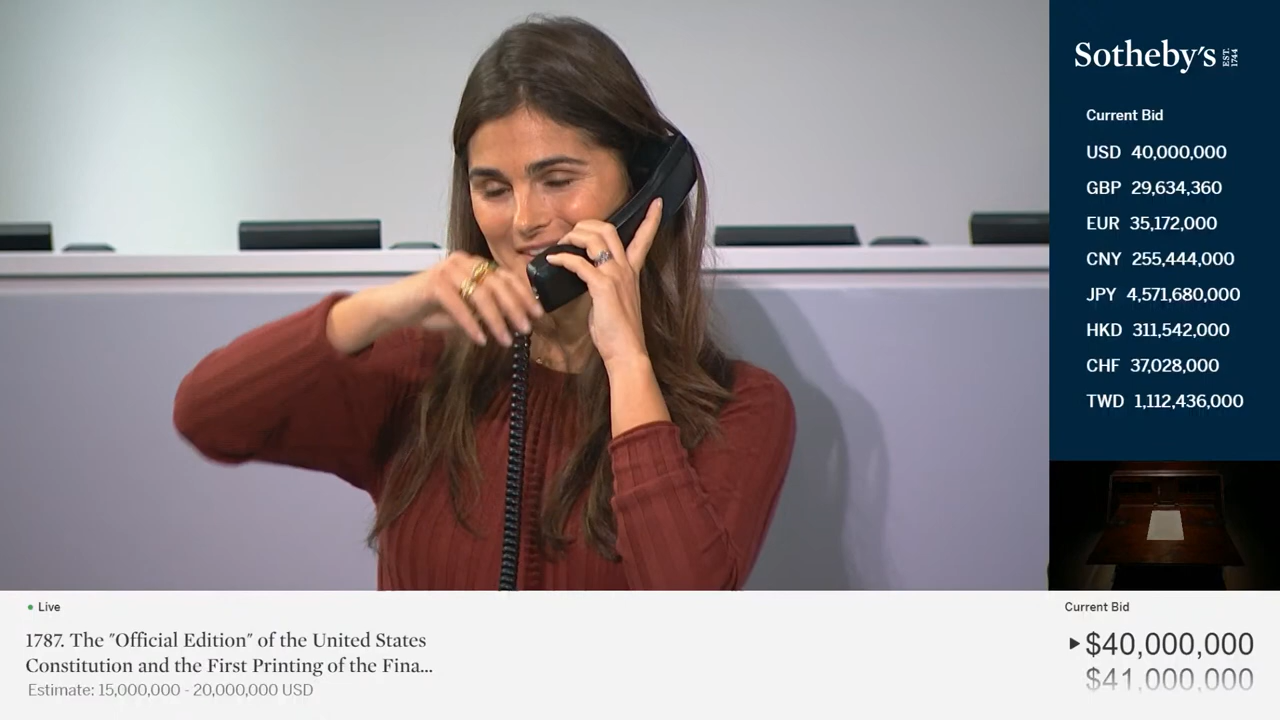 Sotheby's EST. 1744
Current Bid
USD 40,000,000
GBP 29,634,360
EUR 35,172,000
CNY 255,444,000
JPY 4,571,680,000
HKD 311,542,000
CHF 37,028,000
TWD 1,112,436,000
Live
1787. The "Official Edition" of the United States
Constitution and the First Printing of the Fina...
Estimate: 15,000,000 - 20,000,000 USD
Current Bid
$40,000,000
$41,000,000